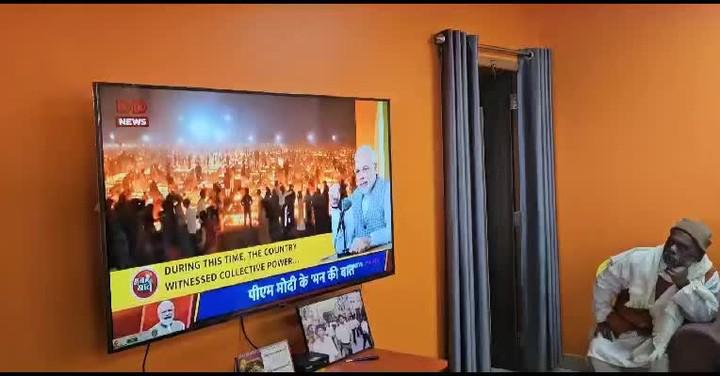 DD
NEWS
DURING THIS TIME, THE COUNTRY
WITNESSED COLLECTIVE POWER...
पीएम मोदी के 'मन की बात'